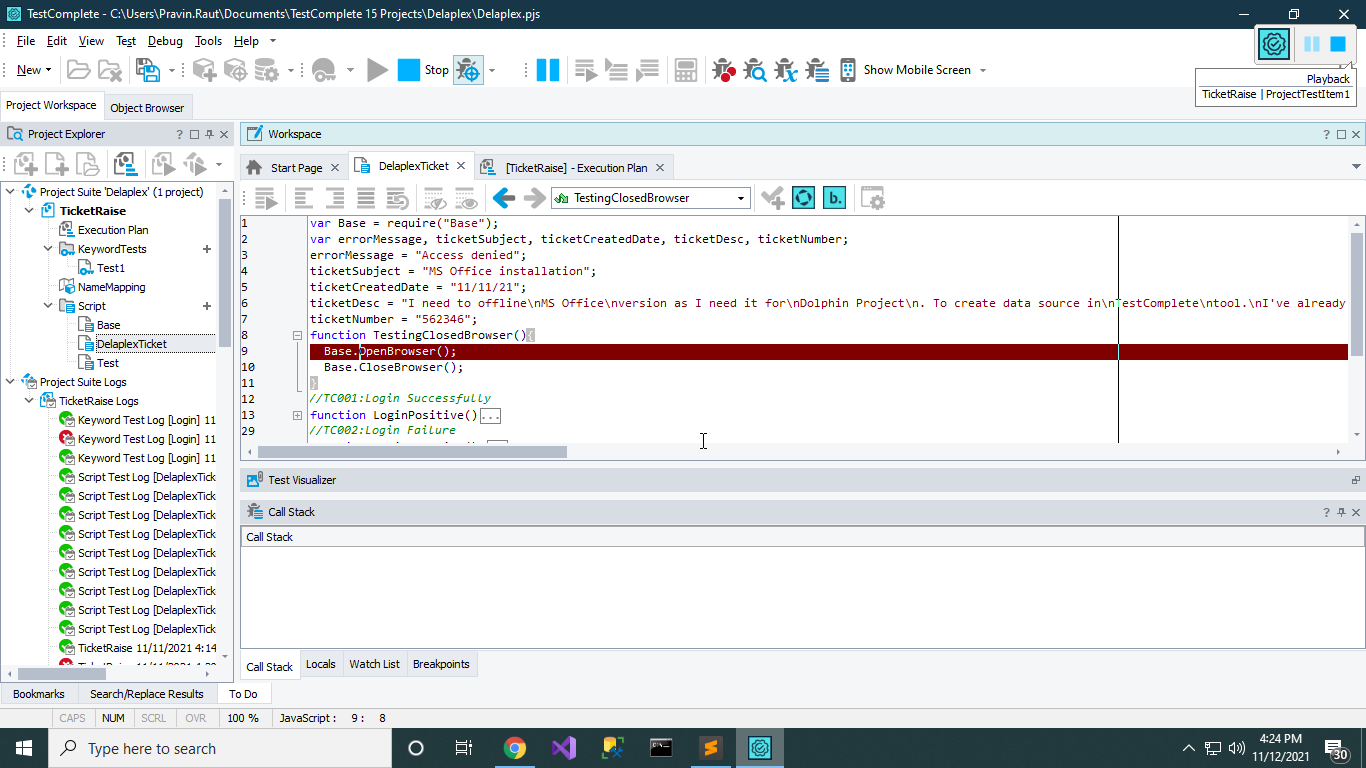 TestComplete - C:\Users\Pravin.Raut\Documents\TestComplete 15 Projects\Delaplex\Delaplex.pjs
File Edit View Test Debug Tools Help
New Stop Show Mobile Screen
Playback
TicketRaise | ProjectTestItem1
Project Workspace Object Browser
Project Explorer ?
Workspace ?
Start Page DelaplexTicket [TicketRaise] - Execution Plan
TestingClosedBrowser b.
Project Suite 'Delaplex' (1 project)
TicketRaise
Execution Plan
KeywordTests
Test1
NameMapping
Script
Base
DelaplexTicket
Test
Project Suite Logs
TicketRaise Logs
Keyword Test Log [Login] 11
Keyword Test Log [Login] 11
Keyword Test Log [Login] 11
Script Test Log [DelaplexTick
Script Test Log [DelaplexTick
Script Test Log [DelaplexTick
Script Test Log [DelaplexTick
Script Test Log [DelaplexTick
Script Test Log [DelaplexTick
Script Test Log [DelaplexTick
Script Test Log [DelaplexTick
Script Test Log [DelaplexTick
TicketRaise 11/11/2021 4:14
1 var Base = require("Base");
2 var errorMessage, ticketSubject, ticketCreatedDate, ticketDesc, ticketNumber;
3 errorMessage = "Access denied";
4 ticketSubject = "MS Office installation";
5 ticketCreatedDate = "11/11/21";
6 ticketDesc = "I need to offline\nMS Office\nversion as I need it for\nDolphin Project\n. To create data source in\nTestComplete\ntool.\nI've already
7 ticketNumber = "562346";
8 function TestingClosedBrowser(){
9 Base.OpenBrowser();
10 Base.CloseBrowser();
11 }
12 //TC001:Login Successfully
13 function LoginPositive()...
29 //TC002:Login Failure
Test Visualizer
Call Stack ?
Call Stack
Call Stack Locals Watch List Breakpoints
Bookmarks Search/Replace Results To Do
CAPS NUM SCRL OVR 100 % JavaScript : 9 : 8
Type here to search
4:24 PM
11/12/2021
30